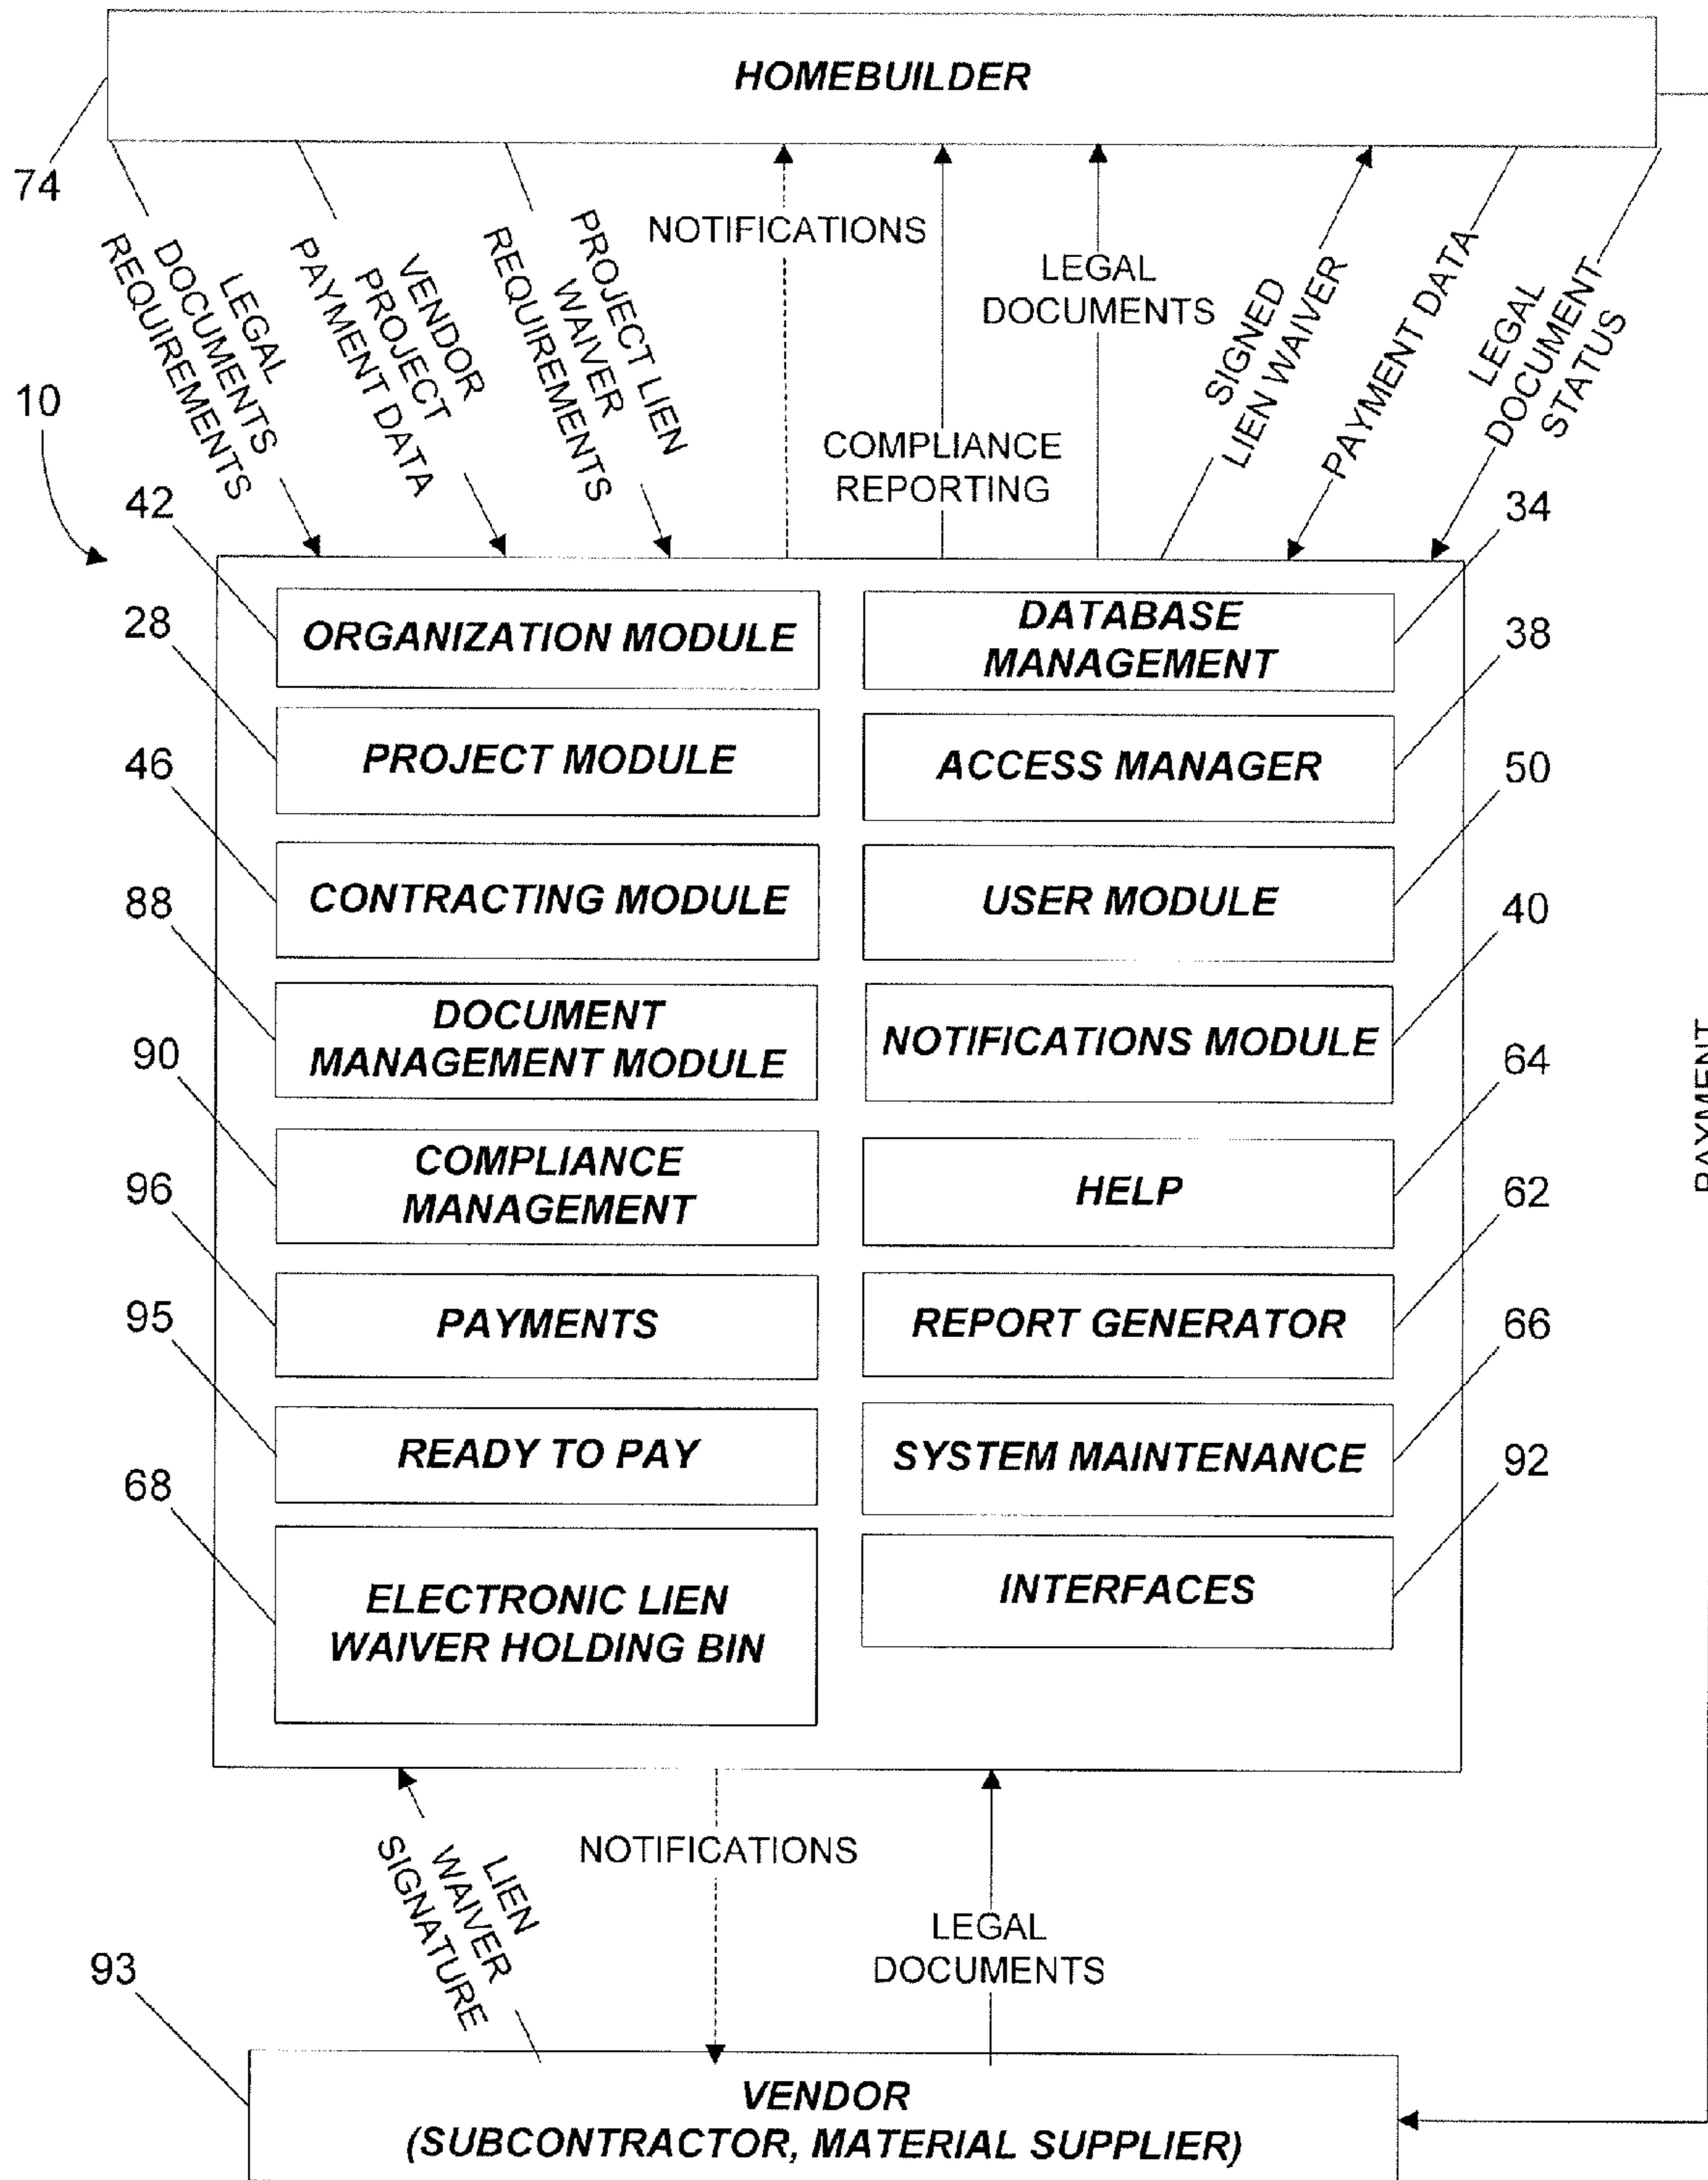 HOMEBUILDER
74
LEGAL
DOCUMENTS
REQUIREMENTS
VENDOR
PROJECT
PAYMENT DATA
PROJECT LIEN
WAIVER
REQUIREMENTS
NOTIFICATIONS
COMPLIANCE
REPORTING
LEGAL
DOCUMENTS
SIGNED
LIEN WAIVER
PAYMENT DATA
LEGAL
DOCUMENT
STATUS
10
42
ORGANIZATION MODULE
DATABASE
MANAGEMENT
34
28
PROJECT MODULE
ACCESS MANAGER
38
46
CONTRACTING MODULE
USER MODULE
50
88
DOCUMENT
MANAGEMENT MODULE
NOTIFICATIONS MODULE
40
90
COMPLIANCE
MANAGEMENT
HELP
64
96
PAYMENTS
REPORT GENERATOR
62
95
READY TO PAY
SYSTEM MAINTENANCE
66
68
ELECTRONIC LIEN
WAIVER HOLDING BIN
INTERFACES
92
PAYMENT
LIEN
WAIVER
SIGNATURE
NOTIFICATIONS
LEGAL
DOCUMENTS
93
VENDOR
(SUBCONTRACTOR, MATERIAL SUPPLIER)